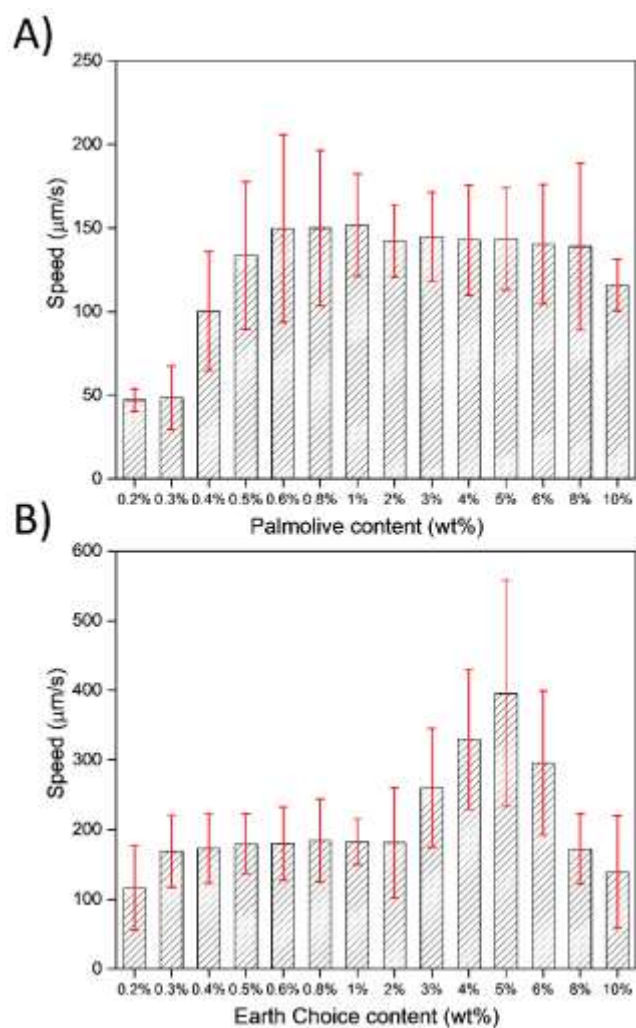 A)
250
200
150
100
50
0
Speed (μm/s)
0.2% 0.3% 0.4% 0.5% 0.6% 0.8% 1% 2% 3% 4% 5% 6% 8% 10%
Palmolive content (wt%)
B)
600
500
400
300
200
100
0
Speed (μm/s)
0.2% 0.3% 0.4% 0.5% 0.6% 0.8% 1% 2% 3% 4% 5% 6% 8% 10%
Earth Choice content (wt%)